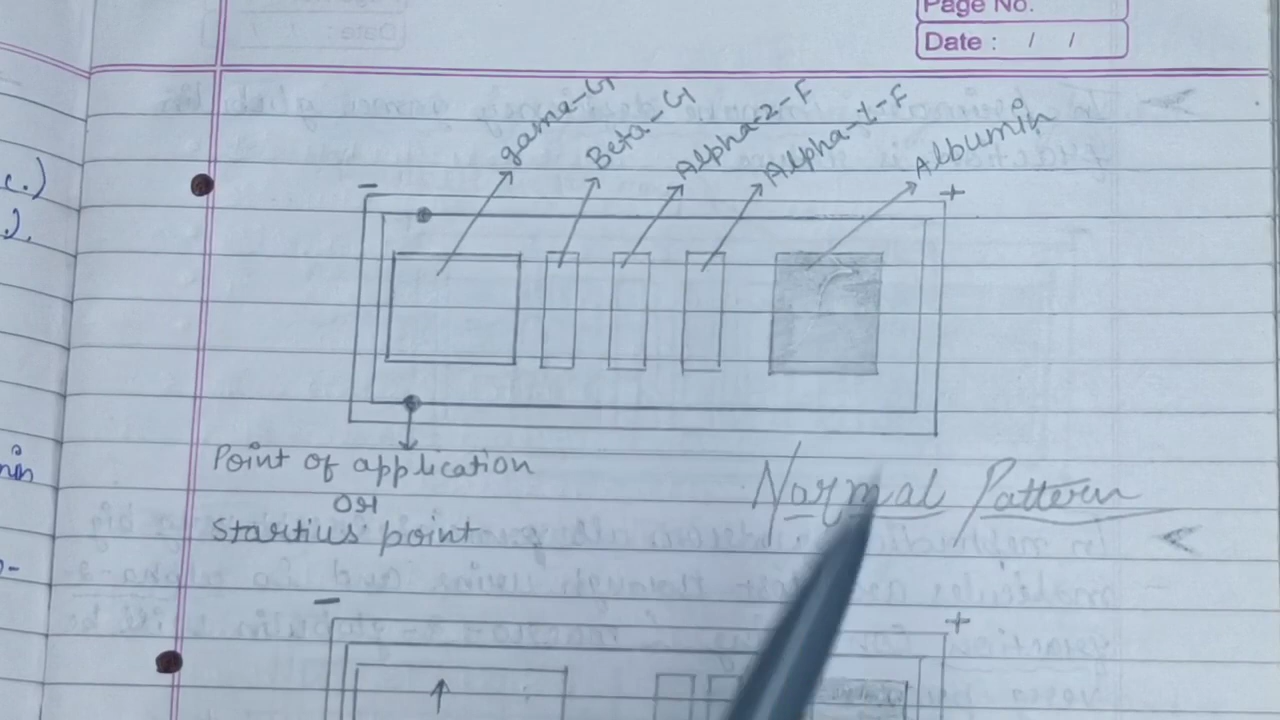 Page No.
Date : / /
c.)
).
gama-G
Beta-G
Alpha-2-F
Alpha-1-F
Albumin
-
+
Point of application
OR
Startius point
Normal Pattern
-
+